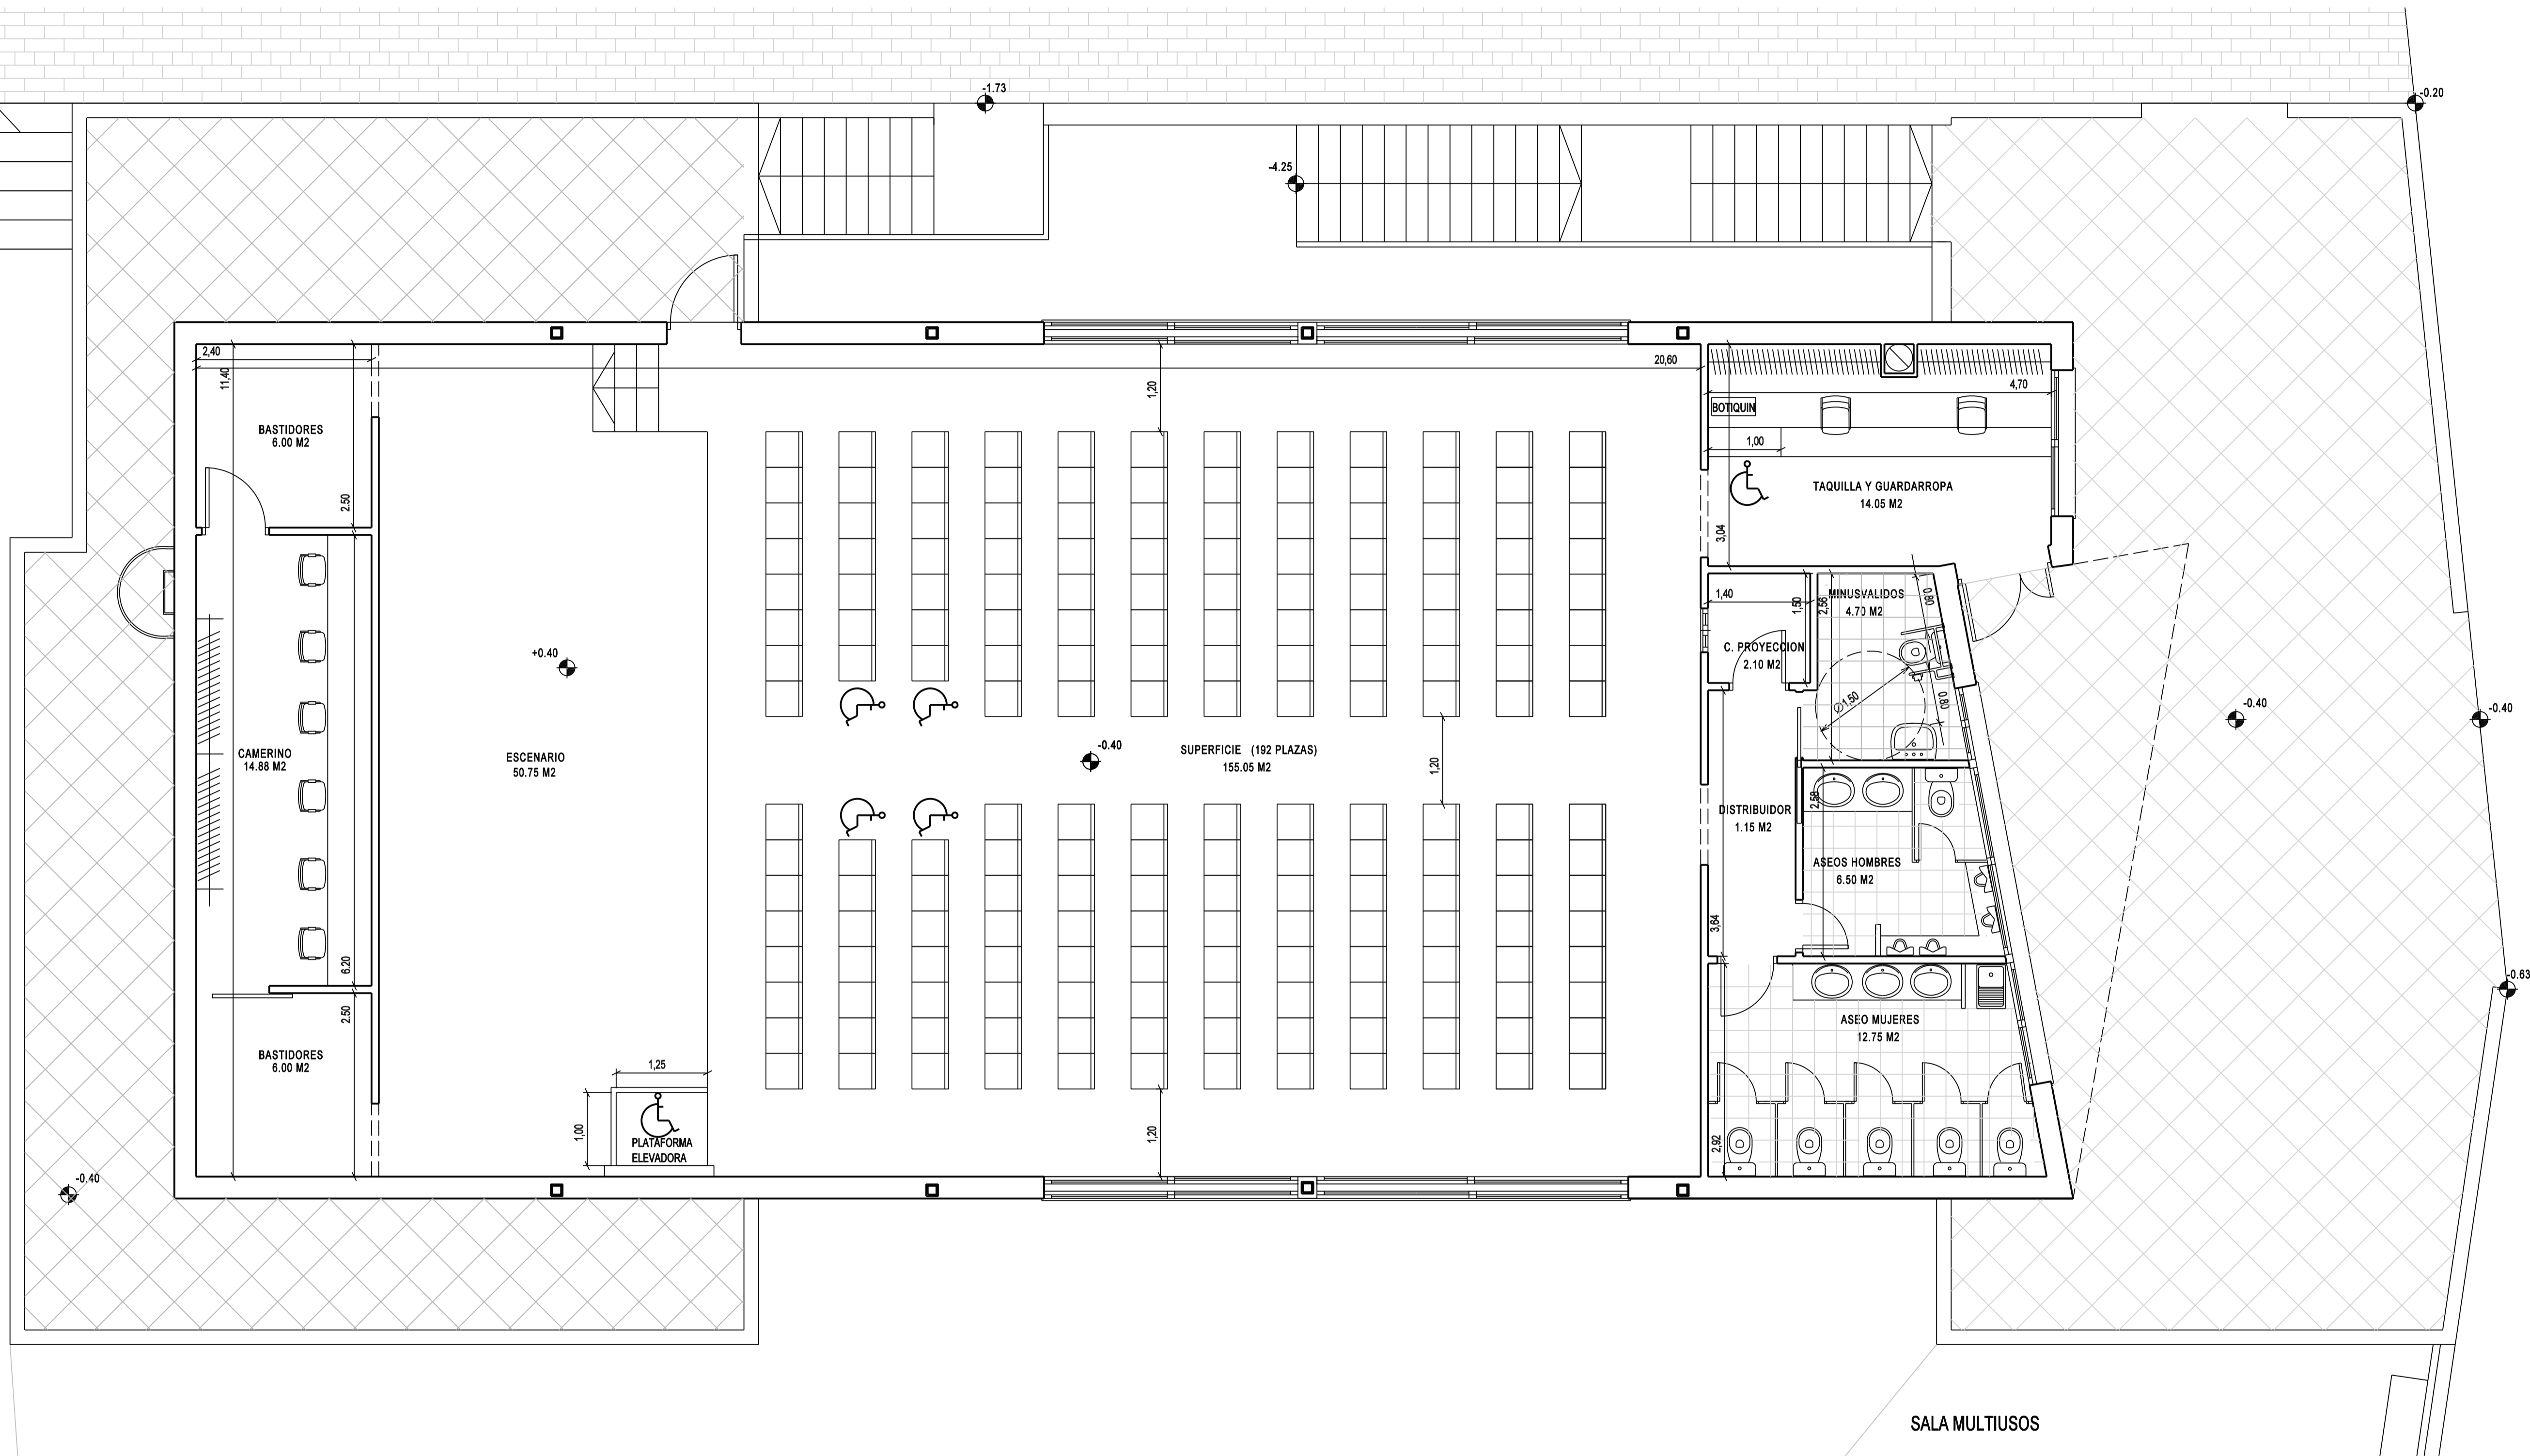 -1.73
-0.20
-4.25
2,40
11,40
20,60
1,20
4,70
BOTIQUIN
1,00
BASTIDORES
6.00 M2
2.50
TAQUILLA Y GUARDARROPA
14.05 M2
3,04
1,40
1,50
2,56
MINUSVALIDOS
4.70 M2
0,80
C. PROYECCION
2.10 M2
+0.40
∅1,50
0,80
-0.40
-0.40
CAMERINO
14.88 M2
ESCENARIO
50.75 M2
-0.40
SUPERFICIE (192 PLAZAS)
155.05 M2
1,20
2,58
DISTRIBUIDOR
1.15 M2
ASEOS HOMBRES
6.50 M2
3,64
6.20
2.50
-0.63
ASEO MUJERES
12.75 M2
BASTIDORES
6.00 M2
1,25
1,00
PLATAFORMA
ELEVADORA
1,20
2,92
-0.40
SALA MULTIUSOS